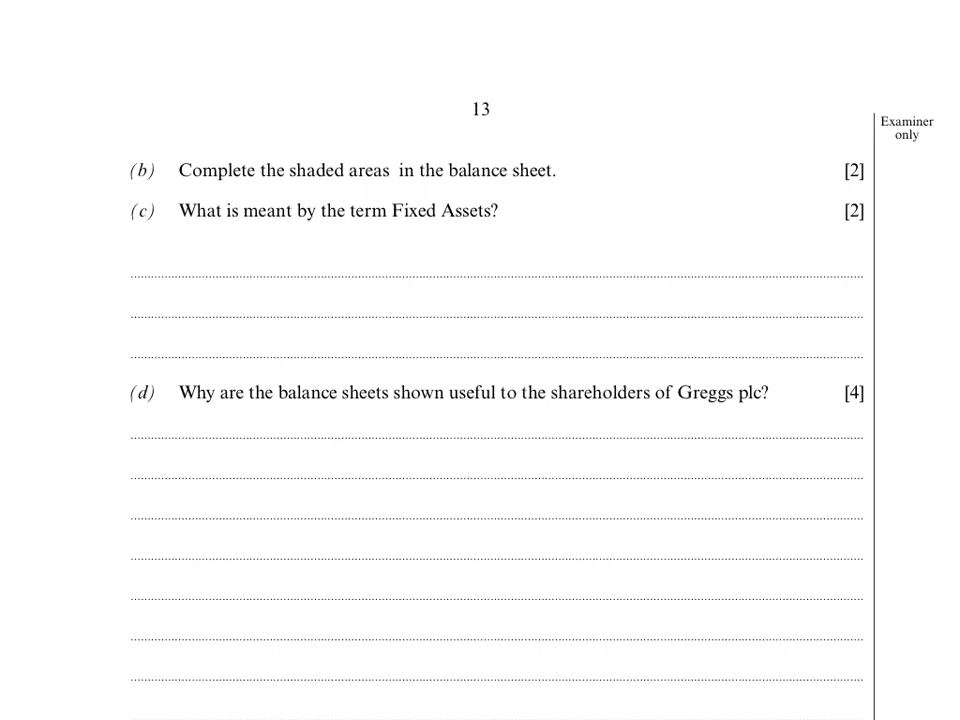 13
Examiner
only
(b) Complete the shaded areas in the balance sheet. [2]
(c) What is meant by the term Fixed Assets? [2]
(d) Why are the balance sheets shown useful to the shareholders of Greggs plc? [4]